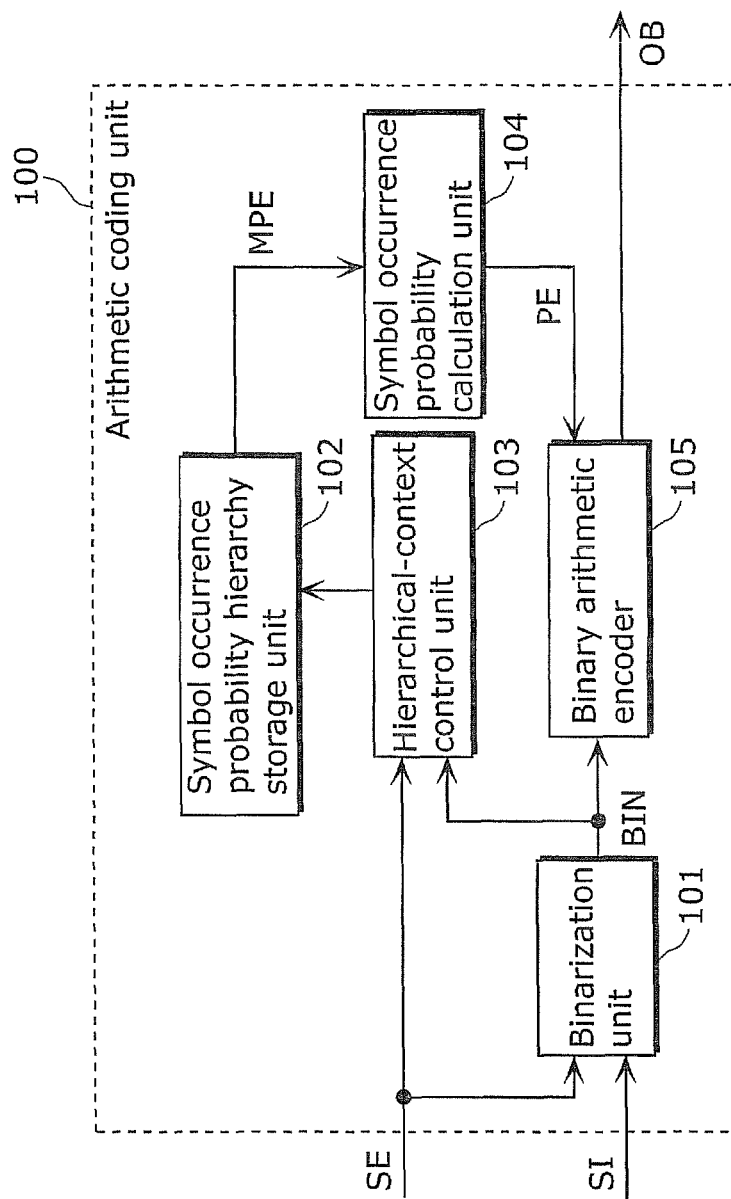 100
Arithmetic coding unit
Symbol occurrence
probability hierarchy
storage unit
102
MPE
Hierarchical-context
control unit
103
Symbol occurrence
probability
calculation unit
104
SE
SI
Binarization
unit
101
BIN
Binary arithmetic
encoder
105
PE
OB